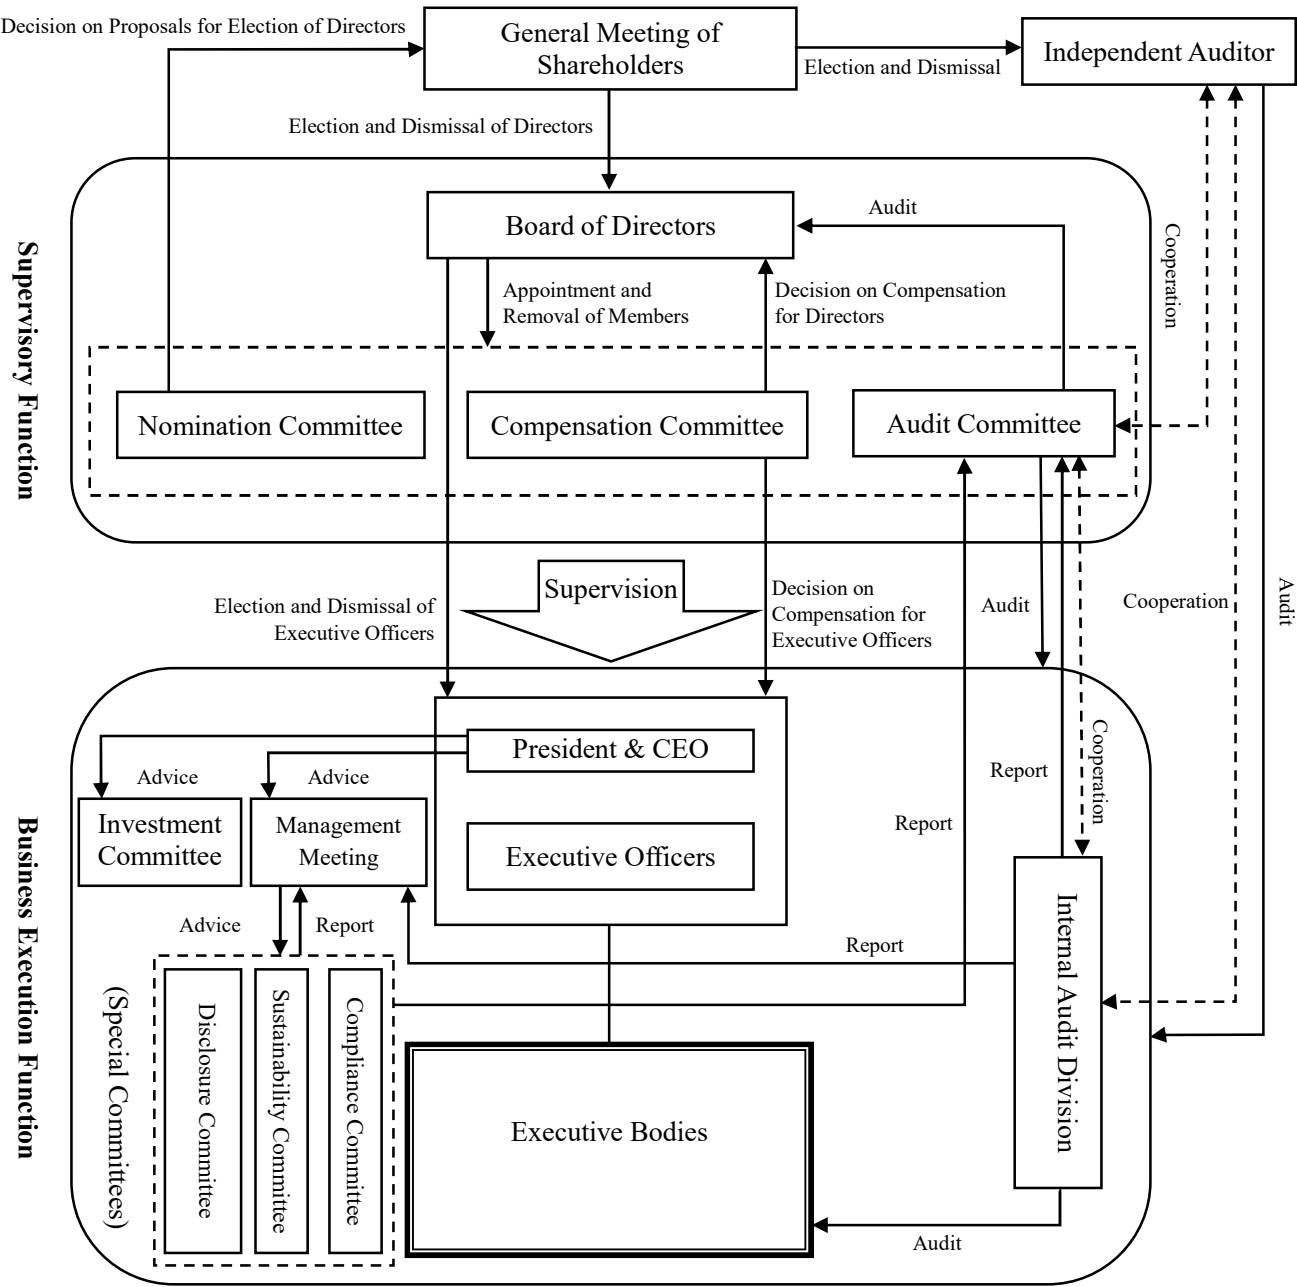 Decision on Proposals for Election of Directors
General Meeting of
Shareholders
Independent Auditor
Election and Dismissal
Election and Dismissal of Directors
Supervisory Function
Board of Directors
Audit
Cooperation
Appointment and
Removal of Members
Decision on Compensation
for Directors
Nomination Committee
Compensation Committee
Audit Committee
Supervision
Election and Dismissal of
Executive Officers
Decision on
Compensation for
Executive Officers
Audit
Cooperation
Audit
Business Execution Function
President & CEO
Advice
Advice
Investment
Committee
Management
Meeting
Executive Officers
Report
Report
Cooperation
Advice
Report
Report
(Special Committees)
Disclosure Committee
Sustainability Committee
Compliance Committee
Executive Bodies
Internal Audit Division
Audit